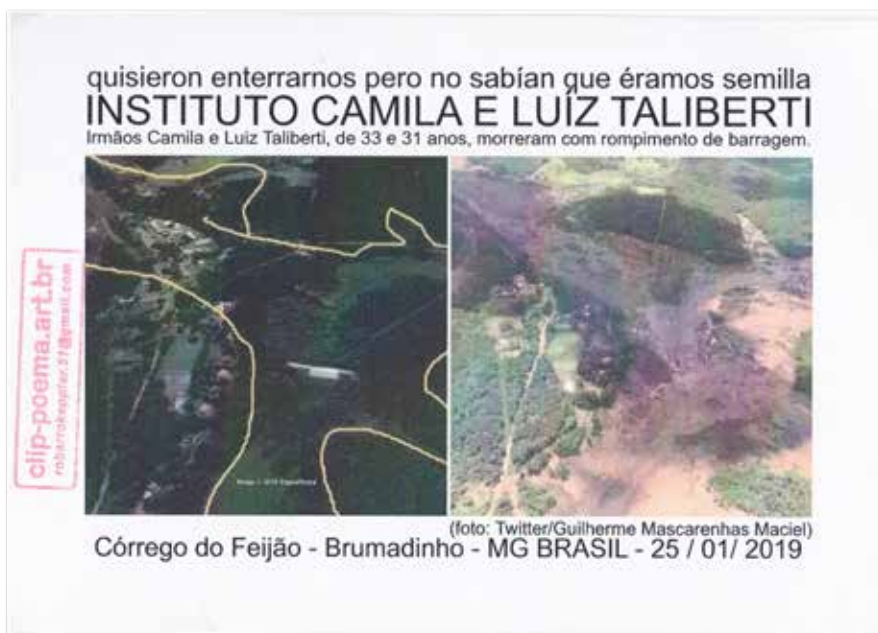 quisieron enterrarnos pero no sabían que éramos semilla
INSTITUTO CAMILA E LUÍZ TALIBERTI
Irmãos Camila e Luiz Taliberti, de 33 e 31 anos, morreram com rompimento de barragem.
clip-poema.art.br
(foto: Twitter/Guilherme Mascarenhas Maciel)
Córrego do Feijão - Brumadinho - MG BRASIL - 25 / 01/ 2019